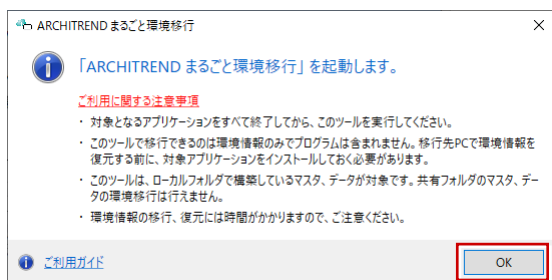 ARCHITREND まるごと環境移行
「ARCHITREND まるごと環境移行」を起動します。
ご利用に関する注意事項
・ 対象となるアプリケーションをすべて終了してから、このツールを実行してください。
・ このツールで移行できるのは環境情報のみでプログラムは含まれません。移行先PCで環境情報を
復元する前に、対象アプリケーションをインストールしておく必要があります。
・ このツールは、ローカルフォルダで構築しているマスタ、データが対象です。共有フォルダのマスタ、デー
タの環境移行は行えません。
・ 環境情報の移行、復元には時間がかかりますので、ご注意ください。
ご利用ガイド
OK